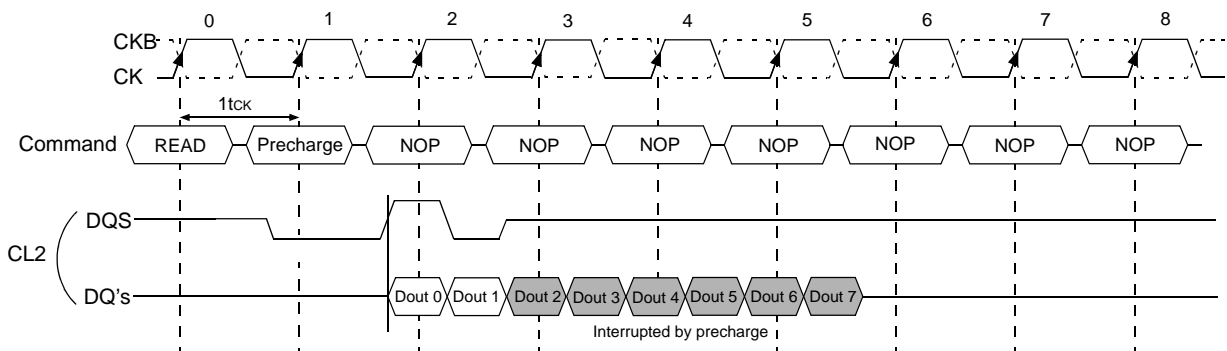 0 1 2 3 4 5 6 7 8
CKB
CK
1tCK
Command READ Precharge NOP NOP NOP NOP NOP NOP NOP
DQS
CL2
DQ's Dout 0 Dout 1 Dout 2 Dout 3 Dout 4 Dout 5 Dout 6 Dout 7
Interrupted by precharge